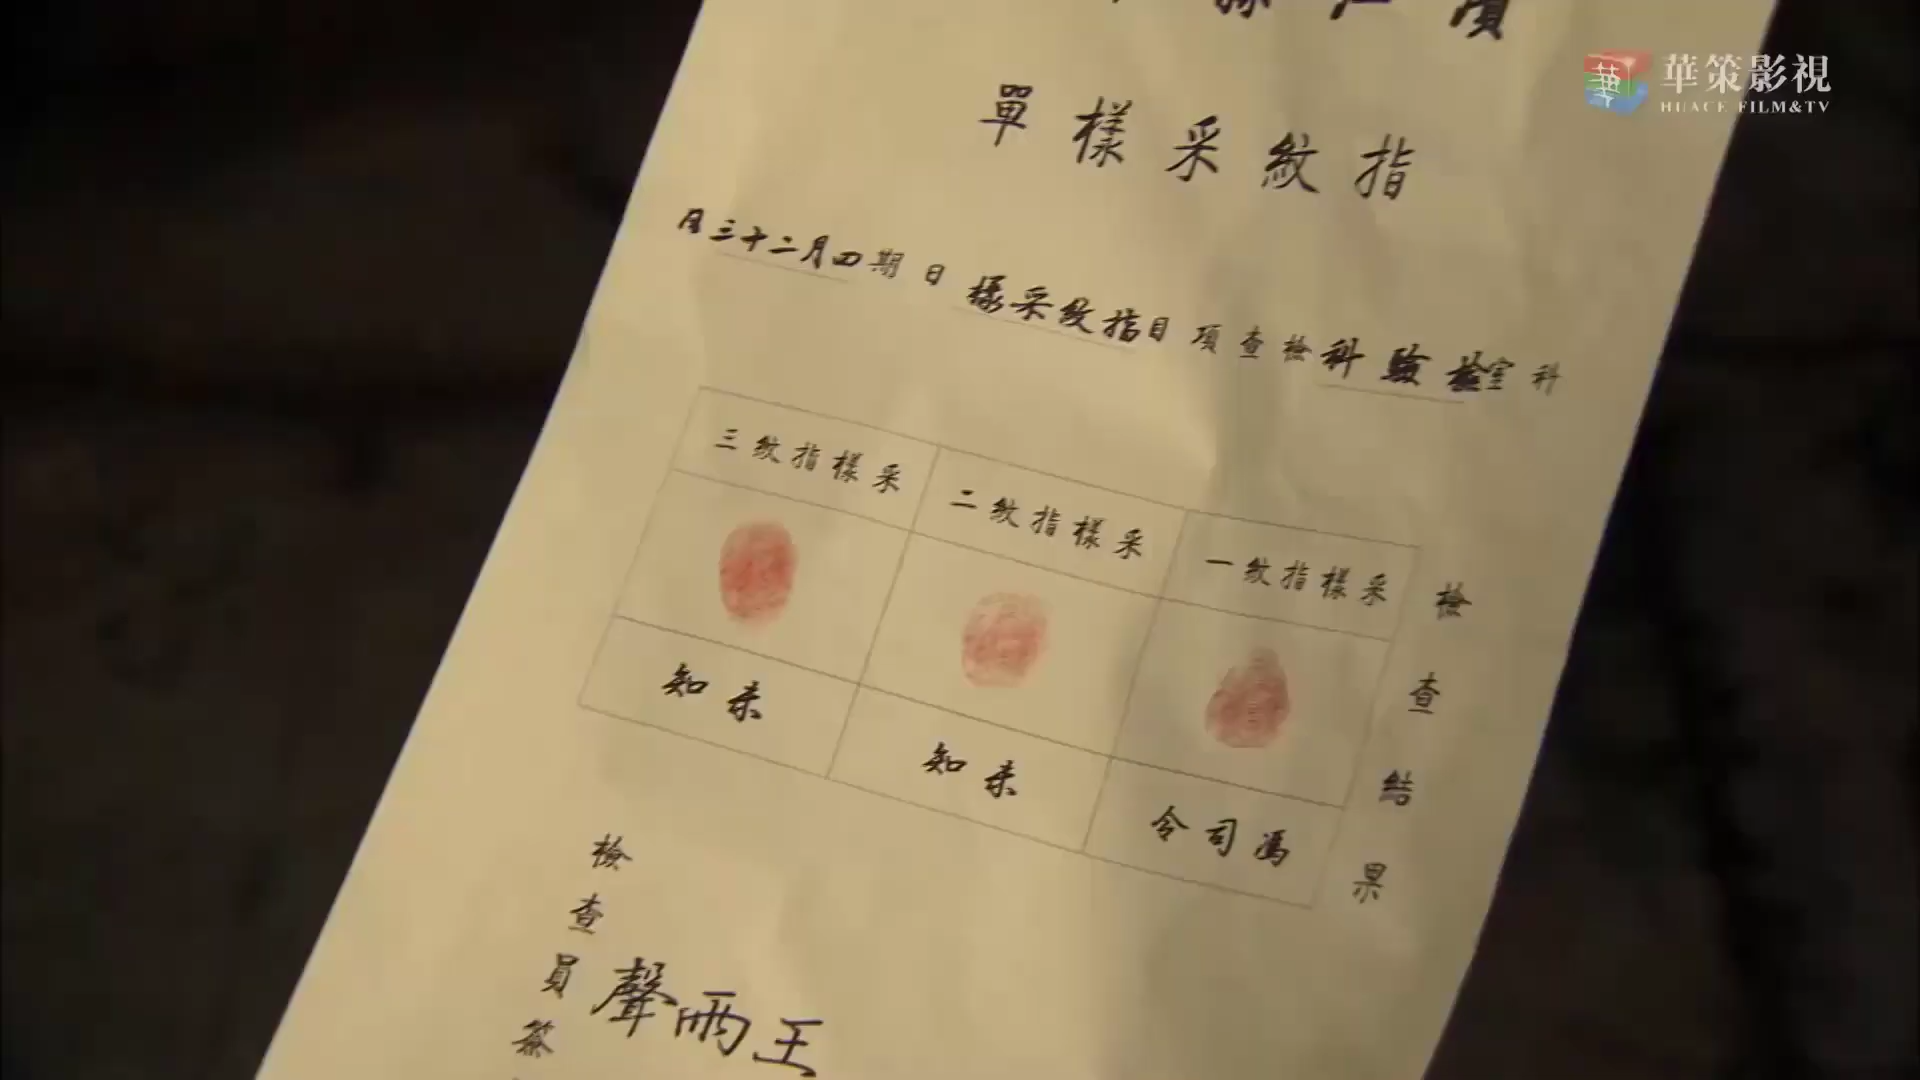 華策影視
HUACE FILM&TV
指紋采樣單
科室檢驗科檢查項目指紋采樣日期四月二十三月
檢查結果
采樣指紋一
采樣指紋二
采樣指紋三
馮司令
未知
未知
檢查員簽
王雨聲